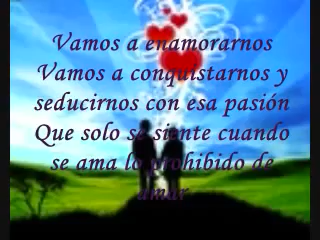 Vamos a enamorarnos
Vamos a conquistarnos y
seducirnos con esa pasión
Que solo se siente cuando
se ama lo prohibido de
amar